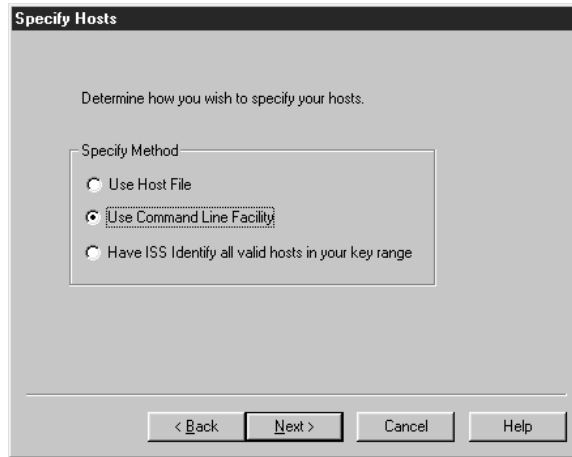 Specify Hosts
Determine how you wish to specify your hosts.
Specify Method
Use Host File
Use Command Line Facility
Have ISS Identify all valid hosts in your key range
< Back
Next >
Cancel
Help